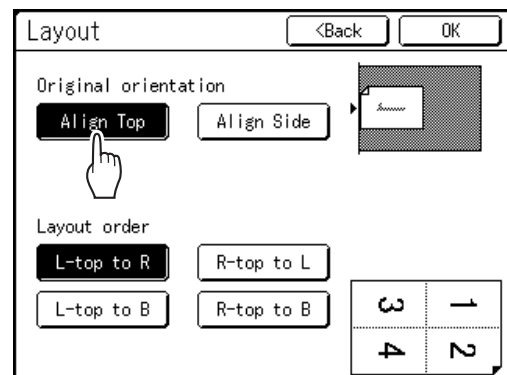 Layout
<Back
OK
Original orientation
Align Top
Align Side
Layout order
L-top to R
R-top to L
L-top to B
R-top to B
3 1
4 2